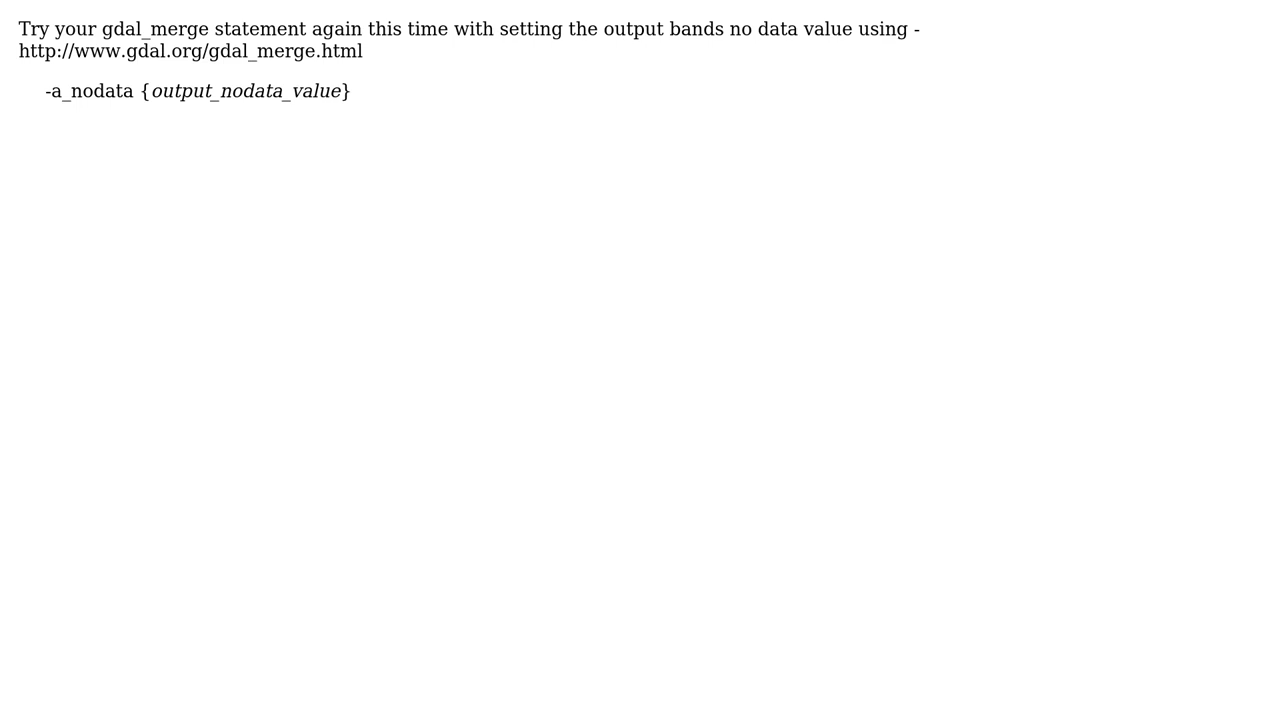 Try your gdal_merge statement again this time with setting the output bands no data value using -
http://www.gdal.org/gdal_merge.html
-a_nodata {output_nodata_value}